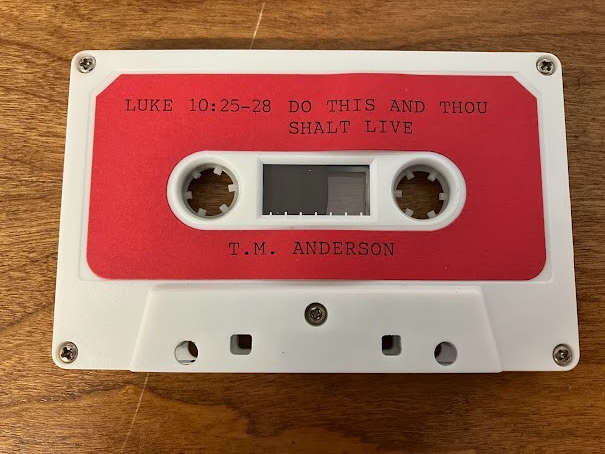 LUKE 10:25-28 DO THIS AND THOU
SHALT LIVE
T.M. ANDERSON